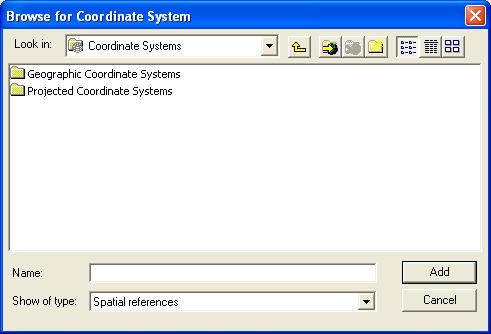 Browse for Coordinate System
Look in: Coordinate Systems
Geographic Coordinate Systems
Projected Coordinate Systems
Name:
Add
Show of type: Spatial references
Cancel